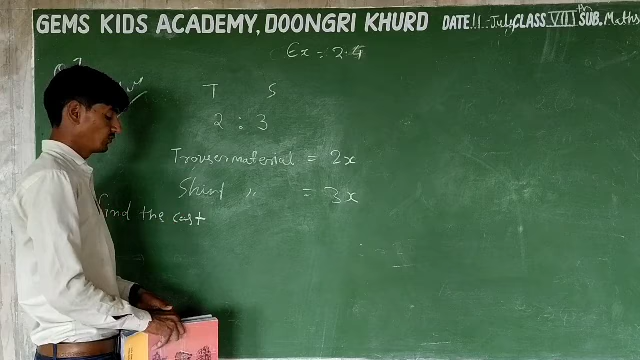 GEMS KIDS ACADEMY, DOONGRI KHURD DATE 11 July CLASS VII th SUB. Maths
Ex = 2.4
T S
2 : 3
Trouser material = 2x
Shirt " = 3x
find the cost